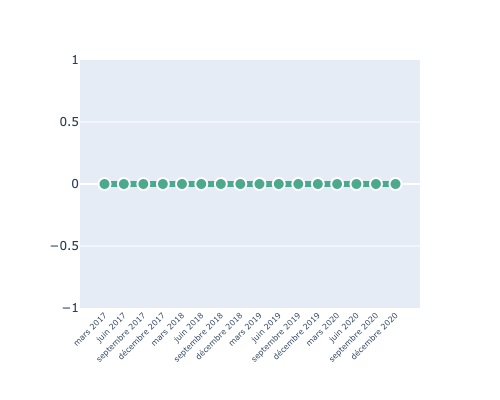 1
0.5
0
−0.5
−1
mars 2017
juin 2017
septembre 2017
décembre 2017
mars 2018
juin 2018
septembre 2018
décembre 2018
mars 2019
juin 2019
septembre 2019
décembre 2019
mars 2020
juin 2020
septembre 2020
décembre 2020